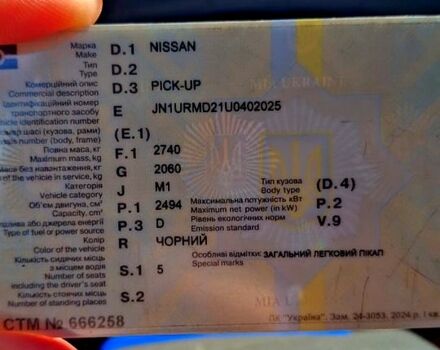 Марка D.1 NISSAN
Make
Тип D.2
Type
Комерційний опис D.3 PICK-UP
Commercial description
Ідентифікаційний номер
транспортного засобу E JN1URMD21U0402025
Vehicle identification number
шасі (кузова, рами) (E.1)
number (body, frame)
Повна маса, кг F.1 2740
Maximum mass, kg
Маса без навантаження, кг G 2060
of the vehicle in service, kg
Категорія J M1 Тип кузова (D.4)
Vehicle category Body type
Об'єм двигуна, см³ P.1 2494 Максимальна потужність кВт P.2
Capacity, cm³ Maximum net power (in kW)
або джерела енергії P.3 D Рівень екологічних норм V.9
Type of fuel or power source Emission standard
Колір R ЧОРНИЙ
Color of the vehicle
Кількість сидячих місць Особливі відмітки: ЗАГАЛЬНИЙ ЛЕГКОВИЙ ПІКАП
з місцем водія S.1 5 Special marks
Number of seats
including the driver's seat
Кількість стоячих місць S.2
Number of standing places
СТМ № 666258
ПК "Україна". Зам. 24-3053. 2024 р. I кв.